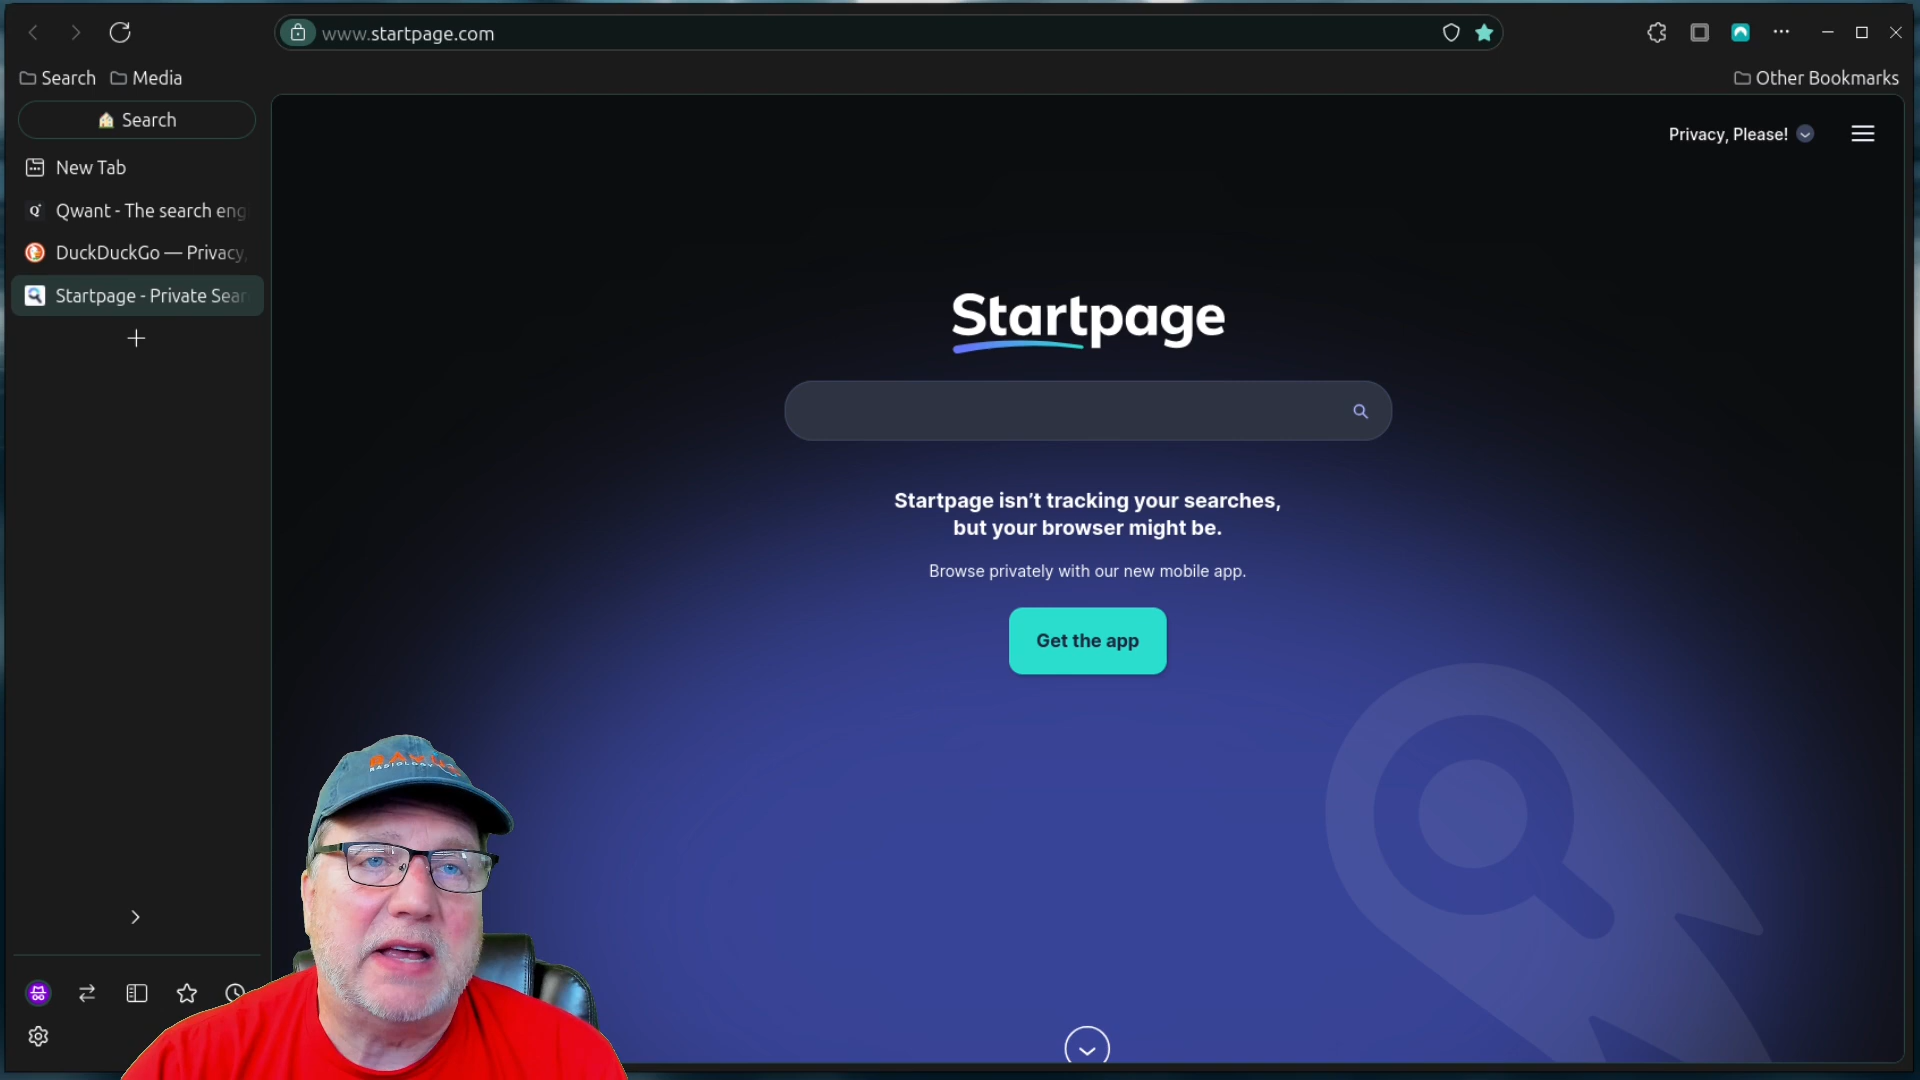 www.startpage.com
Search
Media
Other Bookmarks
Search
New Tab
Qwant - The search eng
DuckDuckGo — Privacy,
Startpage - Private Sear
Privacy, Please!
Startpage
Startpage isn't tracking your searches,
but your browser might be.
Browse privately with our new mobile app.
Get the app
RADIOLOGY